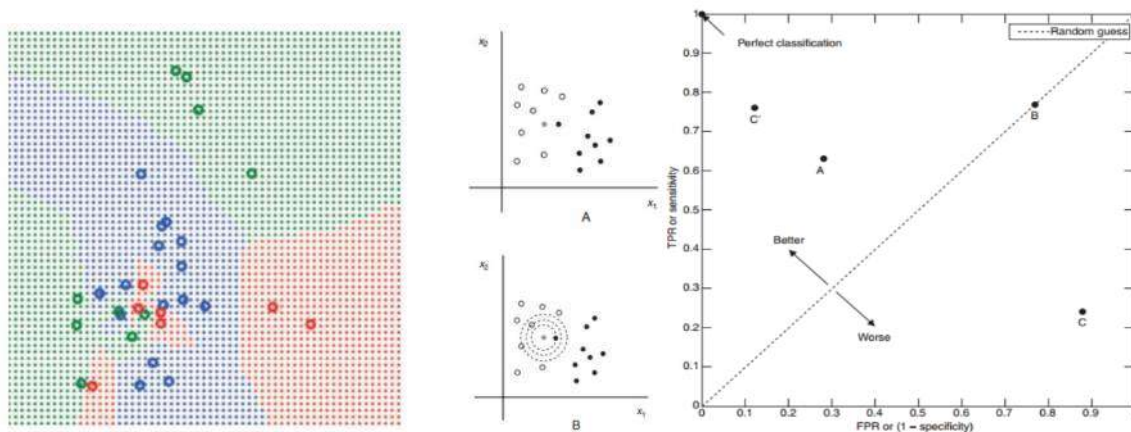 x2
x1
A
x2
x1
B
TPR or sensitivity
1
0.9
0.8
0.7
0.6
0.5
0.4
0.3
0.2
0.1
0
Perfect classification
Random guess
C'
B
A
Better
Worse
C
0 0.1 0.2 0.3 0.4 0.5 0.6 0.7 0.8 0.9 1
FPR or (1 − specificity)